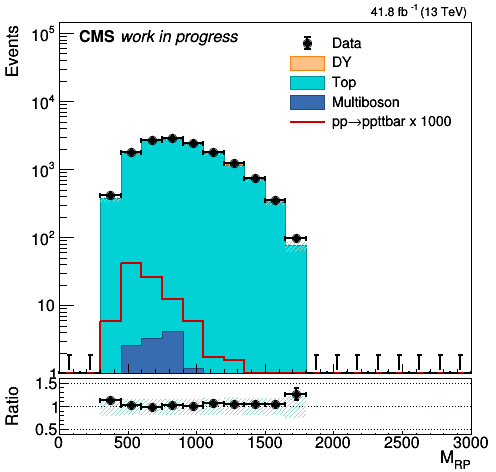 41.8 fb⁻¹ (13 TeV)
CMS work in progress
Events
Data
DY
Top
Multiboson
pp→ppttbar x 1000
10⁵
10⁴
10³
10²
10
1
Ratio
1.5
1
0.5
0 500 1000 1500 2000 2500 3000
M_RP